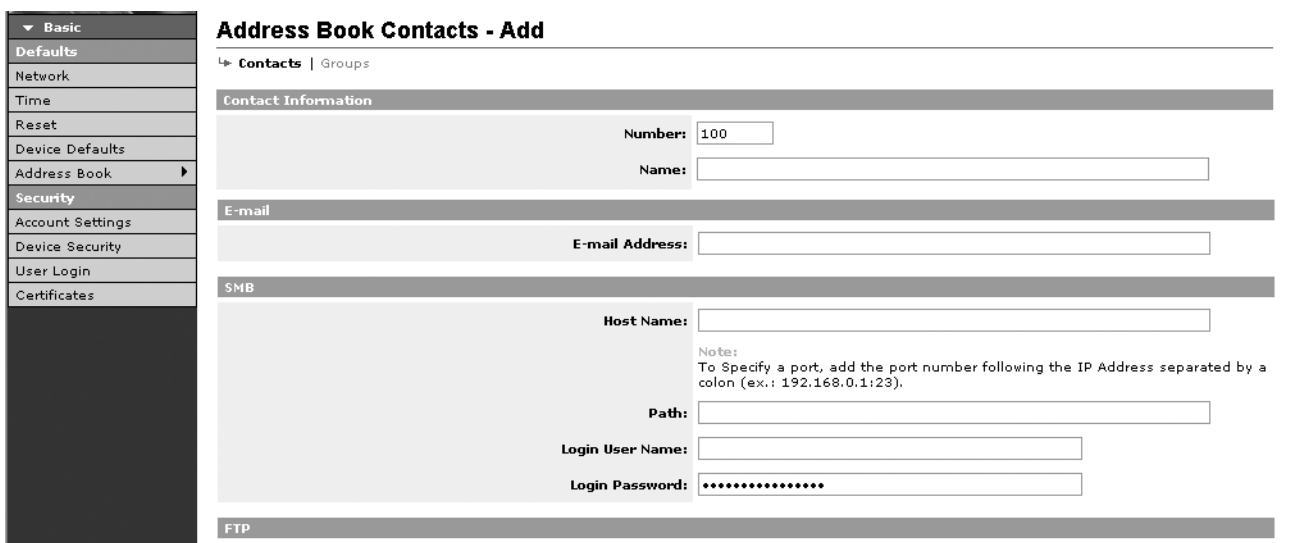 Basic
Defaults
Network
Time
Reset
Device Defaults
Address Book
Security
Account Settings
Device Security
User Login
Certificates
Address Book Contacts - Add
Contacts | Groups
Contact Information
Number: 100
Name:
E-mail
E-mail Address:
SMB
Host Name:
Note:
To Specify a port, add the port number following the IP Address separated by a
colon (ex.: 192.168.0.1:23).
Path:
Login User Name:
Login Password: ••••••••••••••••
FTP